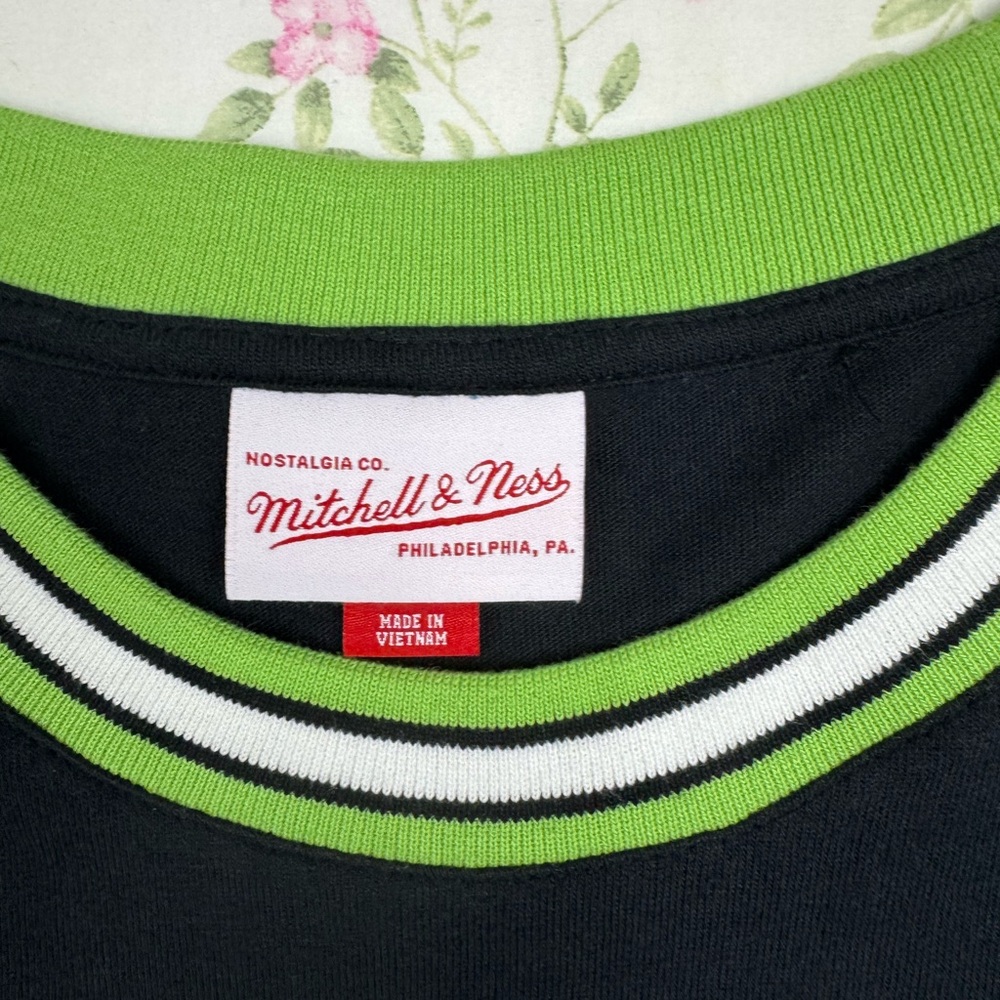 NOSTALGIA CO.
Mitchell & Ness
PHILADELPHIA, PA.
MADE IN
VIETNAM